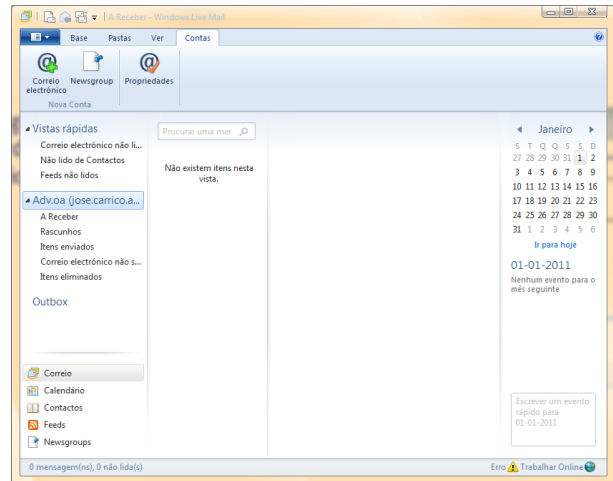 A Receber - Windows Live Mail
Base Pastas Ver Contas
Correio electrónico
Newsgroup
Propriedades
Nova Conta
Vistas rápidas
Correio electrónico não li...
Não lido de Contactos
Feeds não lidos
Adv.oa (jose.carrico.a...
A Receber
Rascunhos
Itens enviados
Correio electrónico não s...
Itens eliminados
Outbox
Correio
Calendário
Contactos
Feeds
Newsgroups
Procurar uma mer
Não existem itens nesta
vista.
Janeiro
S T Q Q S S D
27 28 29 30 31 1 2
3 4 5 6 7 8 9
10 11 12 13 14 15 16
17 18 19 20 21 22 23
24 25 26 27 28 29 30
31 1 2 3 4 5 6
Ir para hoje
01-01-2011
Nenhum evento para o
mês seguinte
Escrever um evento
rápido para
01-01-2011
0 mensagem(ns), 0 não lida(s)
Erro Trabalhar Online